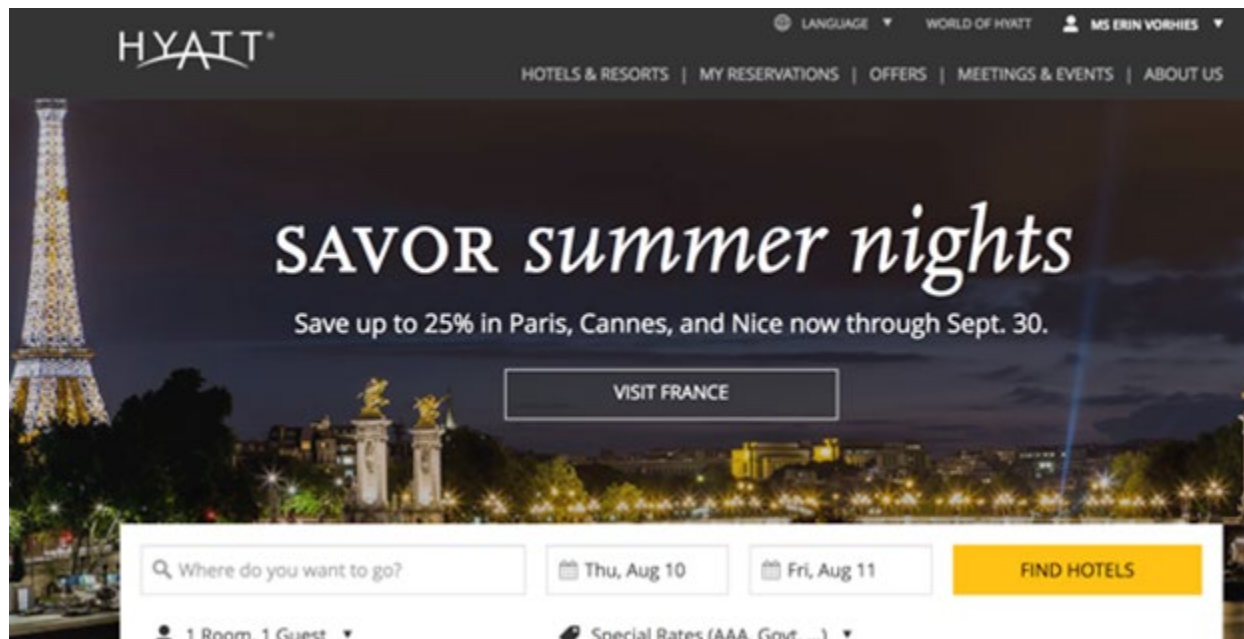 HYATT®
LANGUAGE ▼ WORLD OF HYATT MS ERIN VORHIES ▼
HOTELS & RESORTS | MY RESERVATIONS | OFFERS | MEETINGS & EVENTS | ABOUT US
SAVOR summer nights
Save up to 25% in Paris, Cannes, and Nice now through Sept. 30.
VISIT FRANCE
Where do you want to go? Thu, Aug 10 Fri, Aug 11 FIND HOTELS
1 Room, 1 Guest ▼ Special Rates (AAA, Govt, ...) ▼